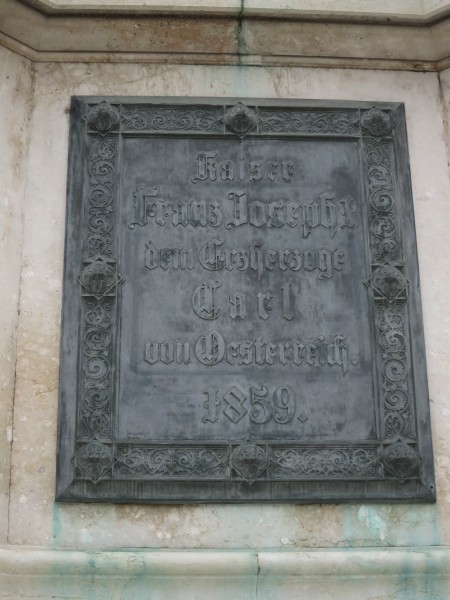 Kaiser
Franz Joseph I
dem Erzherzoge
Carl
von Oesterreich.
1859.